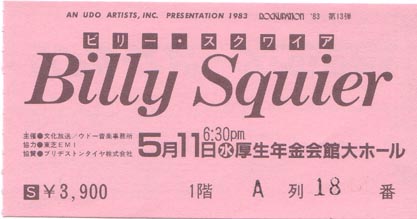 AN UDO ARTISTS, INC. PRESENTATION 1983 ROCKUPATION '83 第13弾
ビリー・スクワイア
Billy Squier
主催●文化放送/ウドー音楽事務所
協力●東芝EMI
協賛●ブリヂストンタイヤ株式会社
6:30pm
5月11日㊌厚生年金会館大ホール
S ¥3,900 1階 A 列 18 番